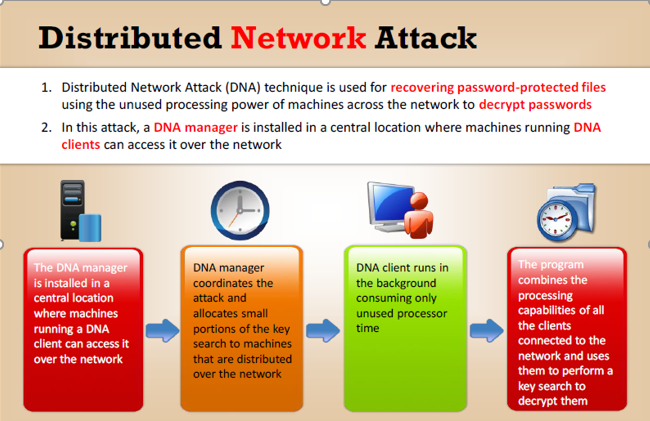 Distributed Network Attack
1. Distributed Network Attack (DNA) technique is used for recovering password-protected files
using the unused processing power of machines across the network to decrypt passwords
2. In this attack, a DNA manager is installed in a central location where machines running DNA
clients can access it over the network
The DNA manager
is installed in a
central location
where machines
running a DNA
client can access it
over the network
DNA manager
coordinates the
attack and
allocates small
portions of the key
search to machines
that are distributed
over the network
DNA client runs in
the background
consuming only
unused processor
time
The program
combines the
processing
capabilities of all
the clients
connected to the
network and uses
them to perform a
key search to
decrypt them